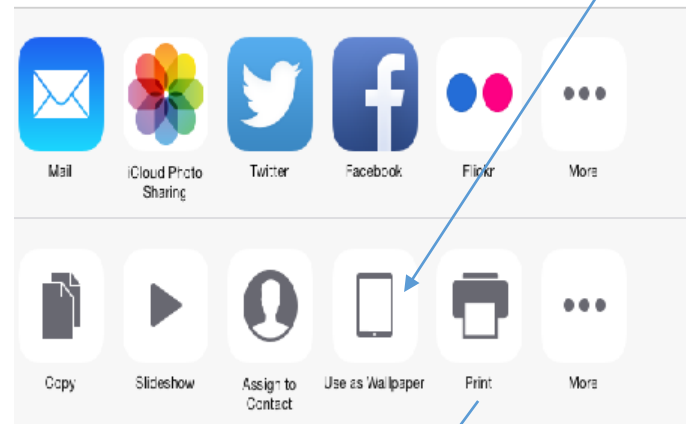 Mail
iCloud Photo
Sharing
Twitter
Facebook
Flickr
More
Copy
Slideshow
Assign to
Contact
Use as Wallpaper
Print
More